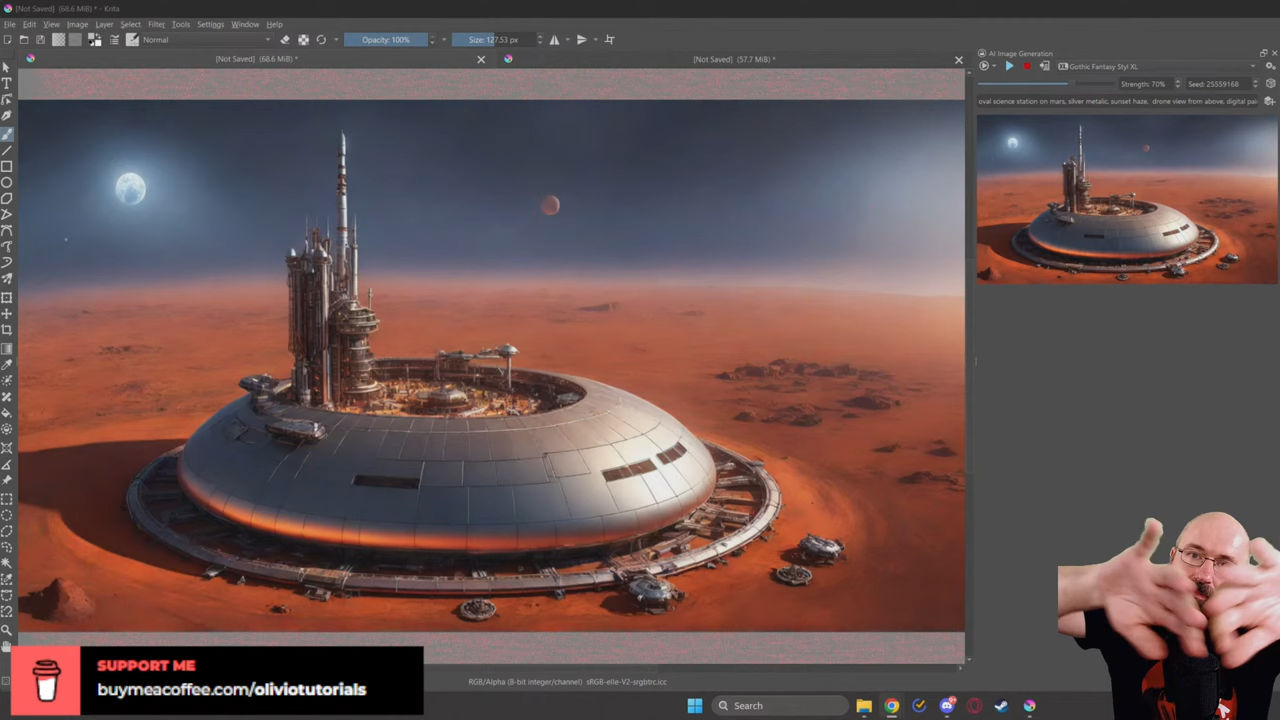 [Not Saved] (68.6 MiB) * - Krita
File Edit View Image Layer Select Filter Tools Settings Window Help
Normal
Opacity: 100%
Size: 127.53 px
[Not Saved] (68.6 MiB) *
[Not Saved] (57.7 MiB) *
AI Image Generation
Gothic Fantasy Styl XL
Strength: 70%
Seed: 25559168
oval science station on mars, silver metalic, sunset haze, drone view from above, digital pai
SUPPORT ME
buymeacoffee.com/oliviotutorials
RGB/Alpha (8-bit integer/channel) sRGB-elle-V2-srgbtrc.icc
Search